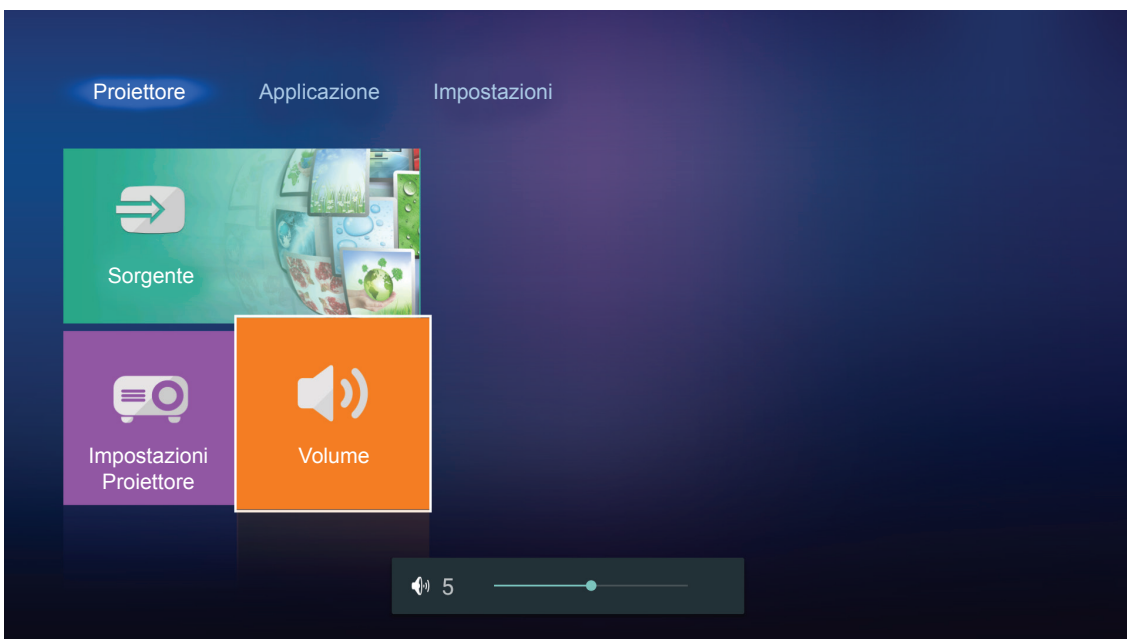 Proiettore Applicazione Impostazioni
Sorgente
Impostazioni
Proiettore
Volume
5